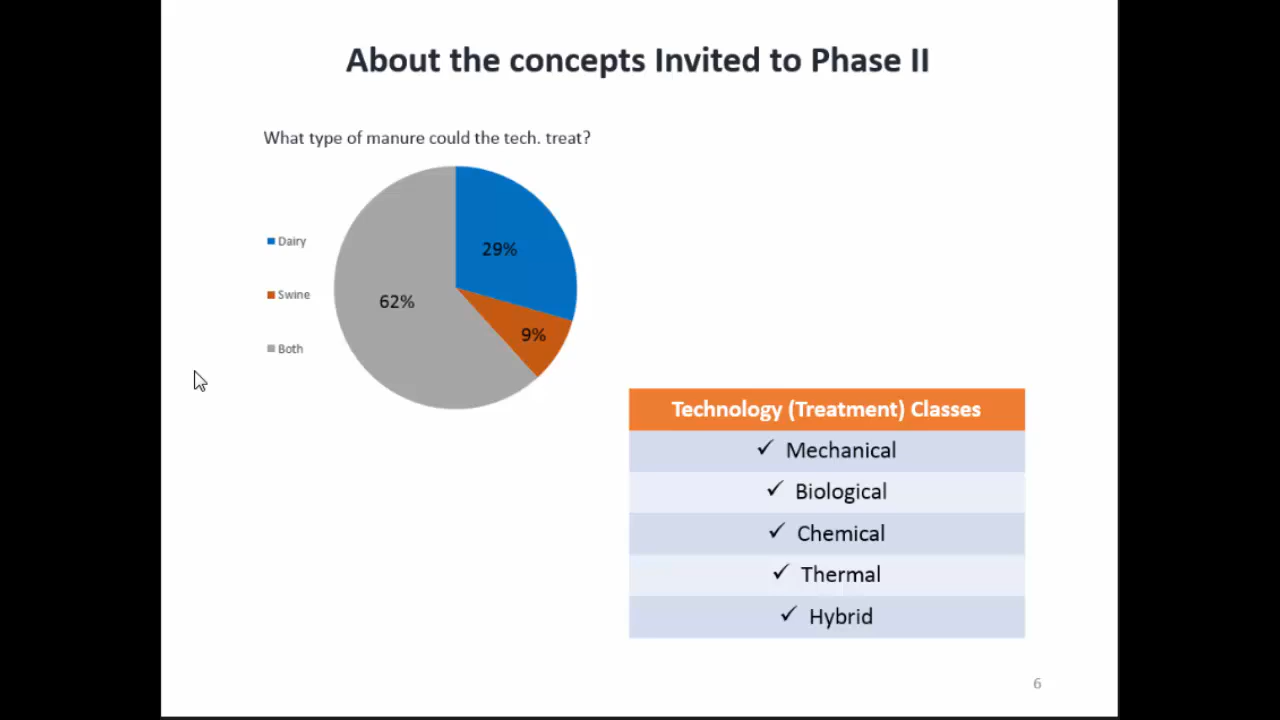 About the concepts Invited to Phase II
What type of manure could the tech. treat?
Dairy
Swine
Both
29%
9%
62%
Technology (Treatment) Classes
✓ Mechanical
✓ Biological
✓ Chemical
✓ Thermal
✓ Hybrid
6